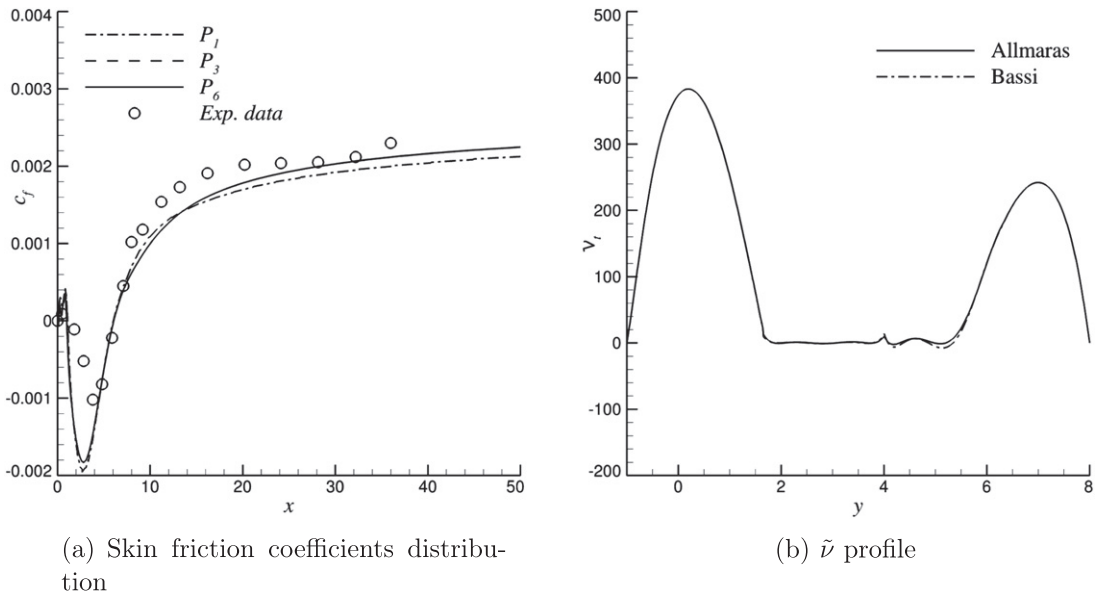 0.004
0.003
0.002
0.001
0
-0.001
-0.002
c_f
P_1
P_3
P_6
Exp. data
0 10 20 30 40 50
x
(a) Skin friction coefficients distribu-
tion
500
400
300
200
100
0
-100
-200
ν_t
Allmaras
Bassi
0 2 4 6 8
y
(b) ν̃ profile